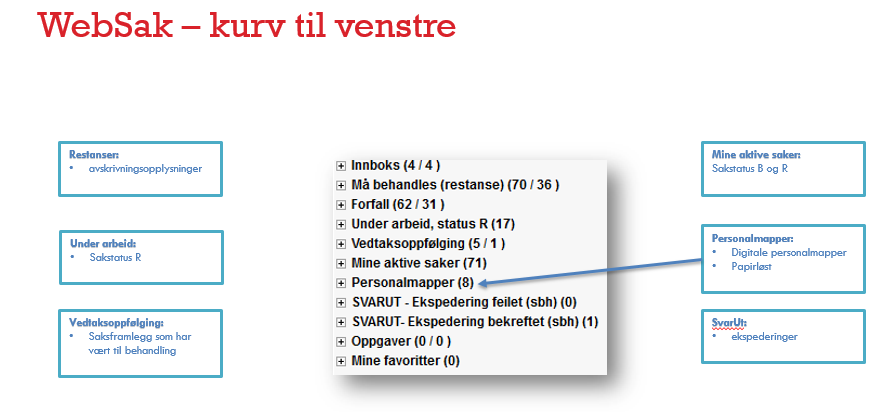 WebSak – kurv til venstre
Restanser:
• avskrivningsopplysninger
Under arbeid:
• Sakstatus R
Vedtaksoppfølging:
• Saksframlegg som har
vært til behandling
Innboks (4 / 4 )
Må behandles (restanse) (70 / 36 )
Forfall (62 / 31 )
Under arbeid, status R (17)
Vedtaksoppfølging (5 / 1 )
Mine aktive saker (71)
Personalmapper (8)
SVARUT - Ekspedering feilet (sbh) (0)
SVARUT- Ekspedering bekreftet (sbh) (1)
Oppgaver (0 / 0 )
Mine favoritter (0)
Mine aktive saker:
Sakstatus B og R
Personalmapper:
• Digitale personalmapper
• Papirløst
SvarUt:
• ekspederinger